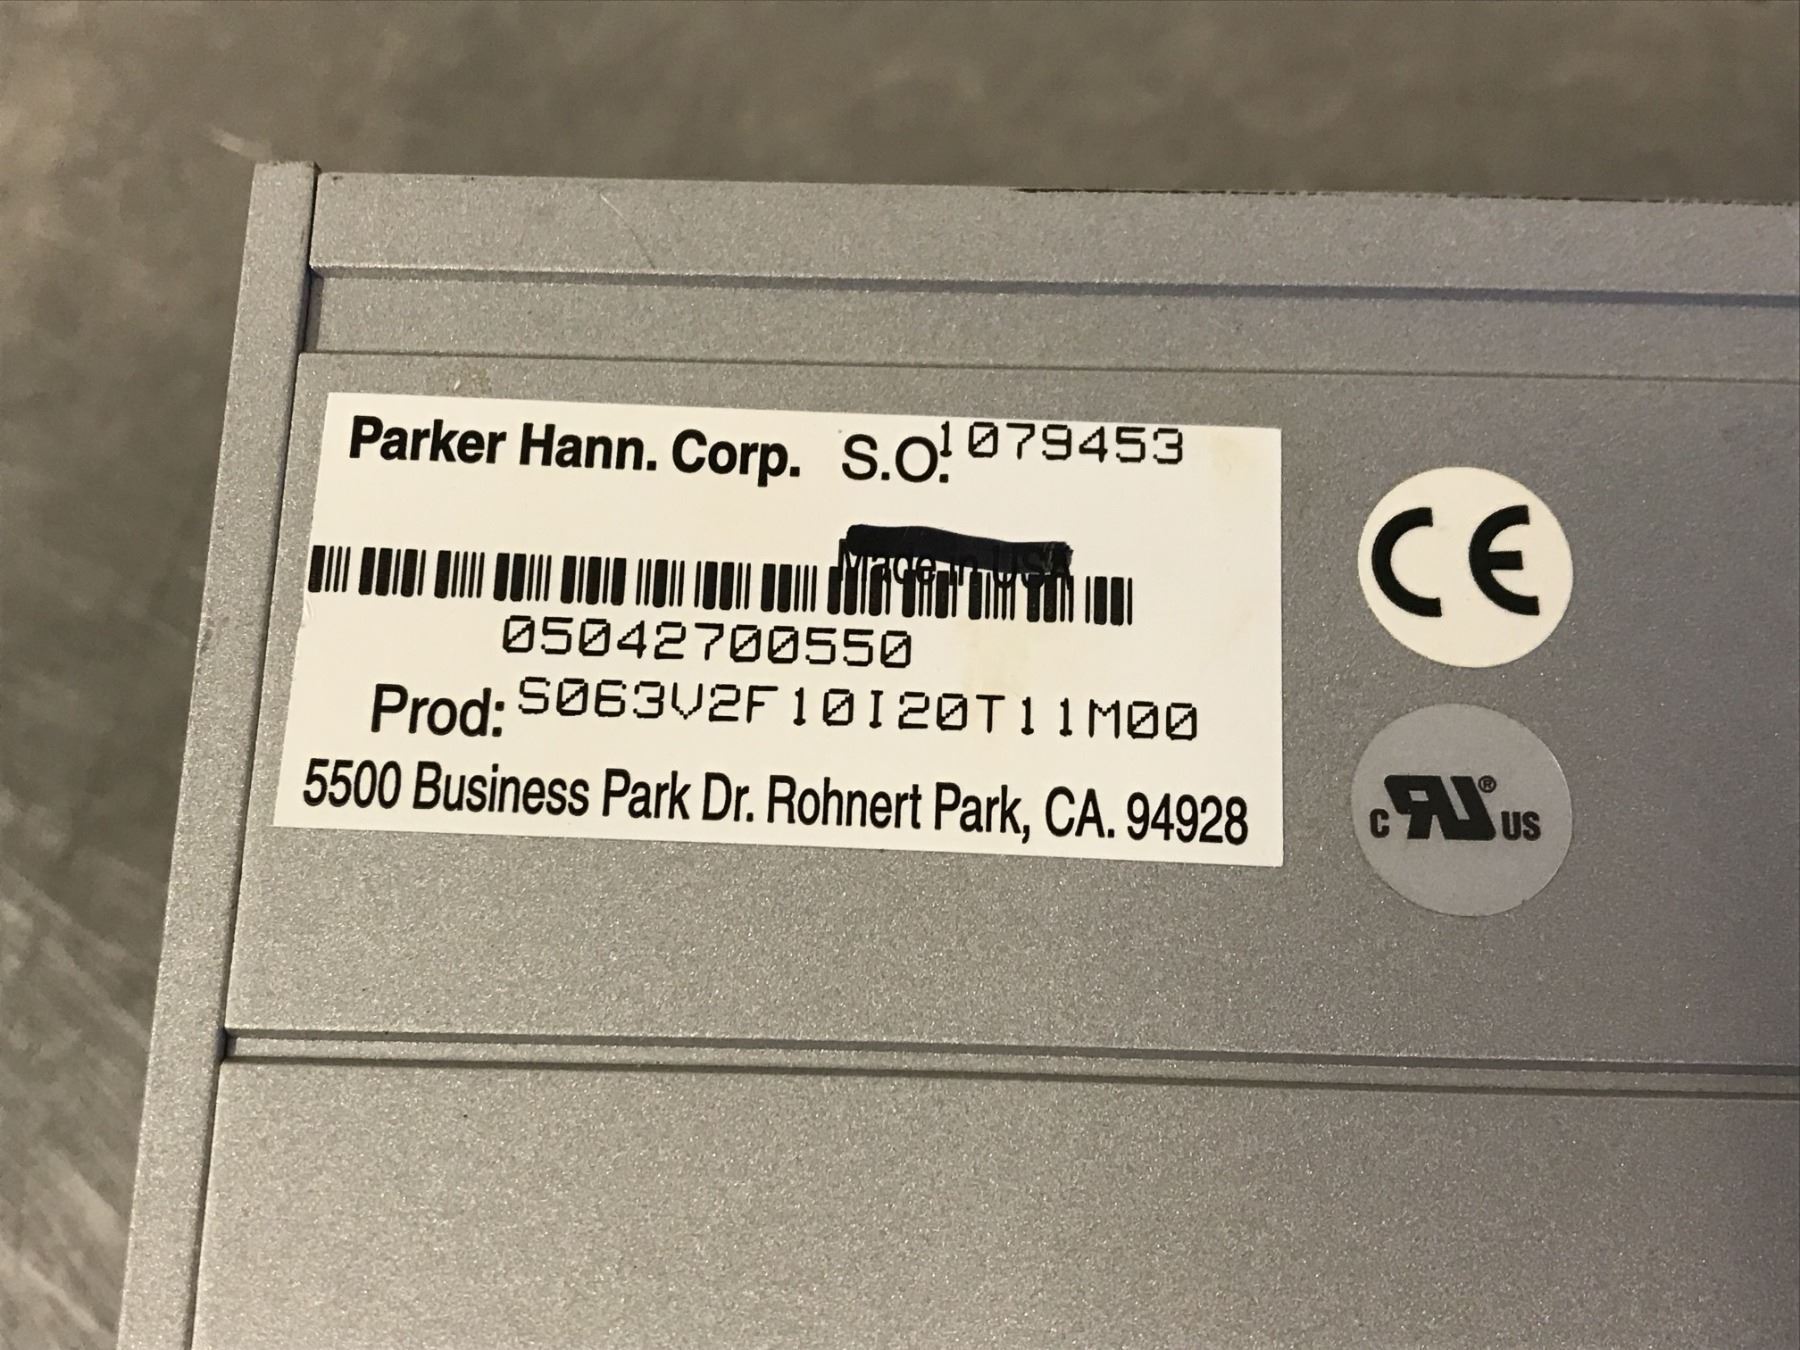 Parker Hann. Corp. S.O. 1079453
Made in USA
05042700550
Prod: S063V2F10I20T11M00
5500 Business Park Dr. Rohnert Park, CA. 94928
CE
c RU® US